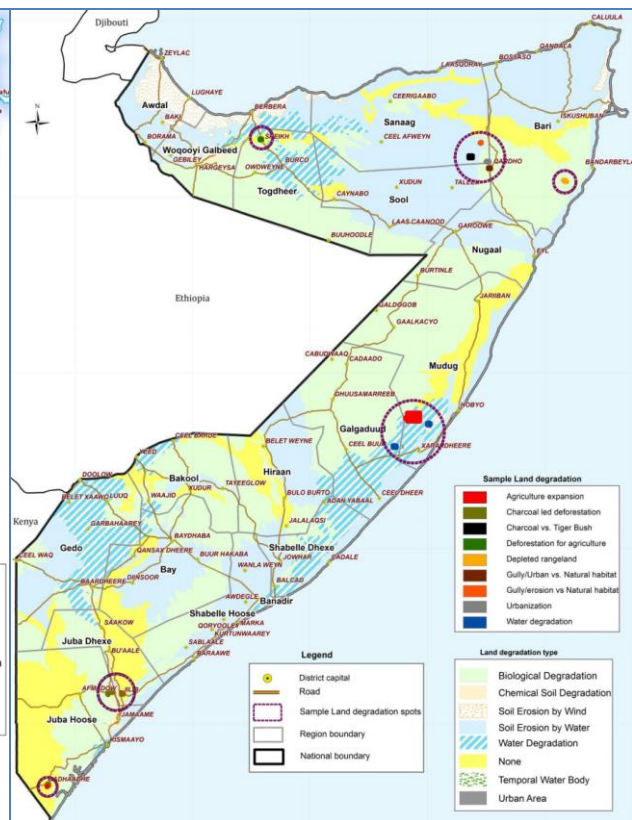 Djibouti
ZEYLAC
CALUULA
QANDALA
BOSSASO
LAASQORAY
LUGHAYE
Awdal
BERBERA
CEERIGAABO
ISKUSHUBAN
BAKI
Sanaag
Bari
BORAMA
SHEIKH
CEEL AFWEYN
Woqooyi Galbeed
GEBILEY
BURCO
QARDHO
HARGEYSA
OWDWEYNE
BANDARBEYLA
Togdheer
XUDUN
TALEEX
CAYNABO
Sool
LAAS-CAANOOD
GAROOWE
BUUHOODLE
Nugaal
EYL
BURTINLE
Ethiopia
JARIIBAN
GALDOGOB
GAALKACYO
CABUDWAAQ
CADAADO
Mudug
DHUUSAMARREEB
HOBYO
Galgaduud
CEEL BARDE
BELET WEYNE
CEEL BUUR
XARARDHEERE
YEED
DOOLOW
Hiraan
Bakool
BELET XAAWO
LUUQ
XUDUR
TAYEEGLOW
BULO BURTO
CEEL DHEER
WAAJID
ADAN YABAAL
GARBAHAAREY
JALALAQSI
Kenya
BAYDHABA
Shabelle Dhexe
QANSAX DHEERE
Gedo
BUUR HAKABA
JOWHAR
CADALE
CEEL WAQ
Bay
WANLA WEYN
BAARDHEERE
DIINSOOR
BALCAD
Banadir
AWDEGLE
Shabelle Hoose
SAAKOW
MARKA
QORYOOLEY
KURTUNWAAREY
Juba Dhexe
SABLAALE
BU'AALE
BARAAWE
AFMADOW
JILIB
JAMAAME
Juba Hoose
KISMAAYO
BADHAADHE
N
Sample Land degradation
Agriculture expansion
Charcoal led deforestation
Charcoal vs. Tiger Bush
Deforestation for agriculture
Depleted rangeland
Gully/Urban vs. Natural habitat
Gully/erosion vs Natural habitat
Urbanization
Water degradation
Legend
District capital
Road
Sample Land degradation spots
Region boundary
National boundary
Land degradation type
Biological Degradation
Chemical Soil Degradation
Soil Erosion by Wind
Soil Erosion by Water
Water Degradation
None
Temporal Water Body
Urban Area